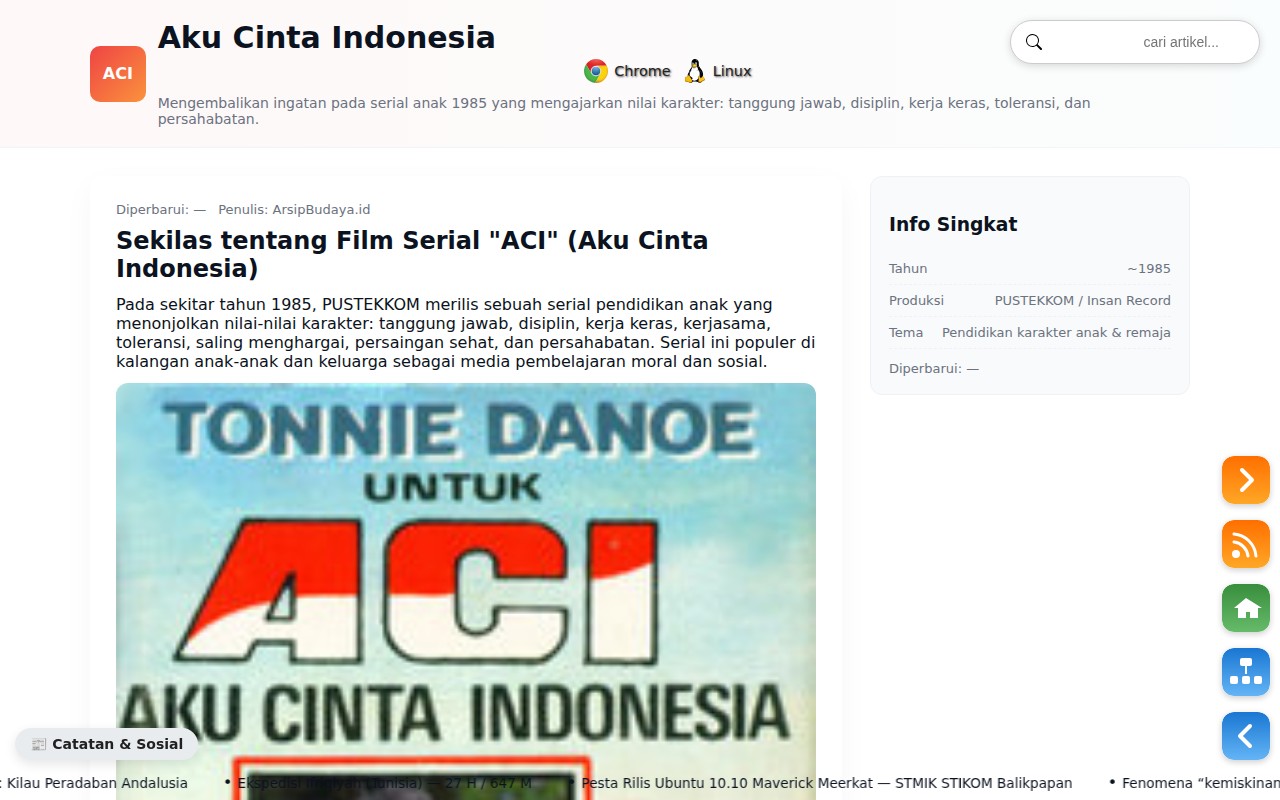 ACI
Aku Cinta Indonesia
Chrome Linux
cari artikel...
Mengembalikan ingatan pada serial anak 1985 yang mengajarkan nilai karakter: tanggung jawab, disiplin, kerja keras, toleransi, dan
persahabatan.
Diperbarui: — Penulis: ArsipBudaya.id
Sekilas tentang Film Serial "ACI" (Aku Cinta
Indonesia)
Pada sekitar tahun 1985, PUSTEKKOM merilis sebuah serial pendidikan anak yang
menonjolkan nilai-nilai karakter: tanggung jawab, disiplin, kerja keras, kerjasama,
toleransi, saling menghargai, persaingan sehat, dan persahabatan. Serial ini populer di
kalangan anak-anak dan keluarga sebagai media pembelajaran moral dan sosial.
TONNIE DANOE
UNTUK
ACI
AKU CINTA INDONESIA
Info Singkat
Tahun ~1985
Produksi PUSTEKKOM / Insan Record
Tema Pendidikan karakter anak & remaja
Diperbarui: —
📰 Catatan & Sosial
: Kilau Peradaban Andalusia • Ekspedisi (Tunisia) — 27 H / 647 M • Pesta Rilis Ubuntu 10.10 Maverick Meerkat — STMIK STIKOM Balikpapan • Fenomena “kemiskinan